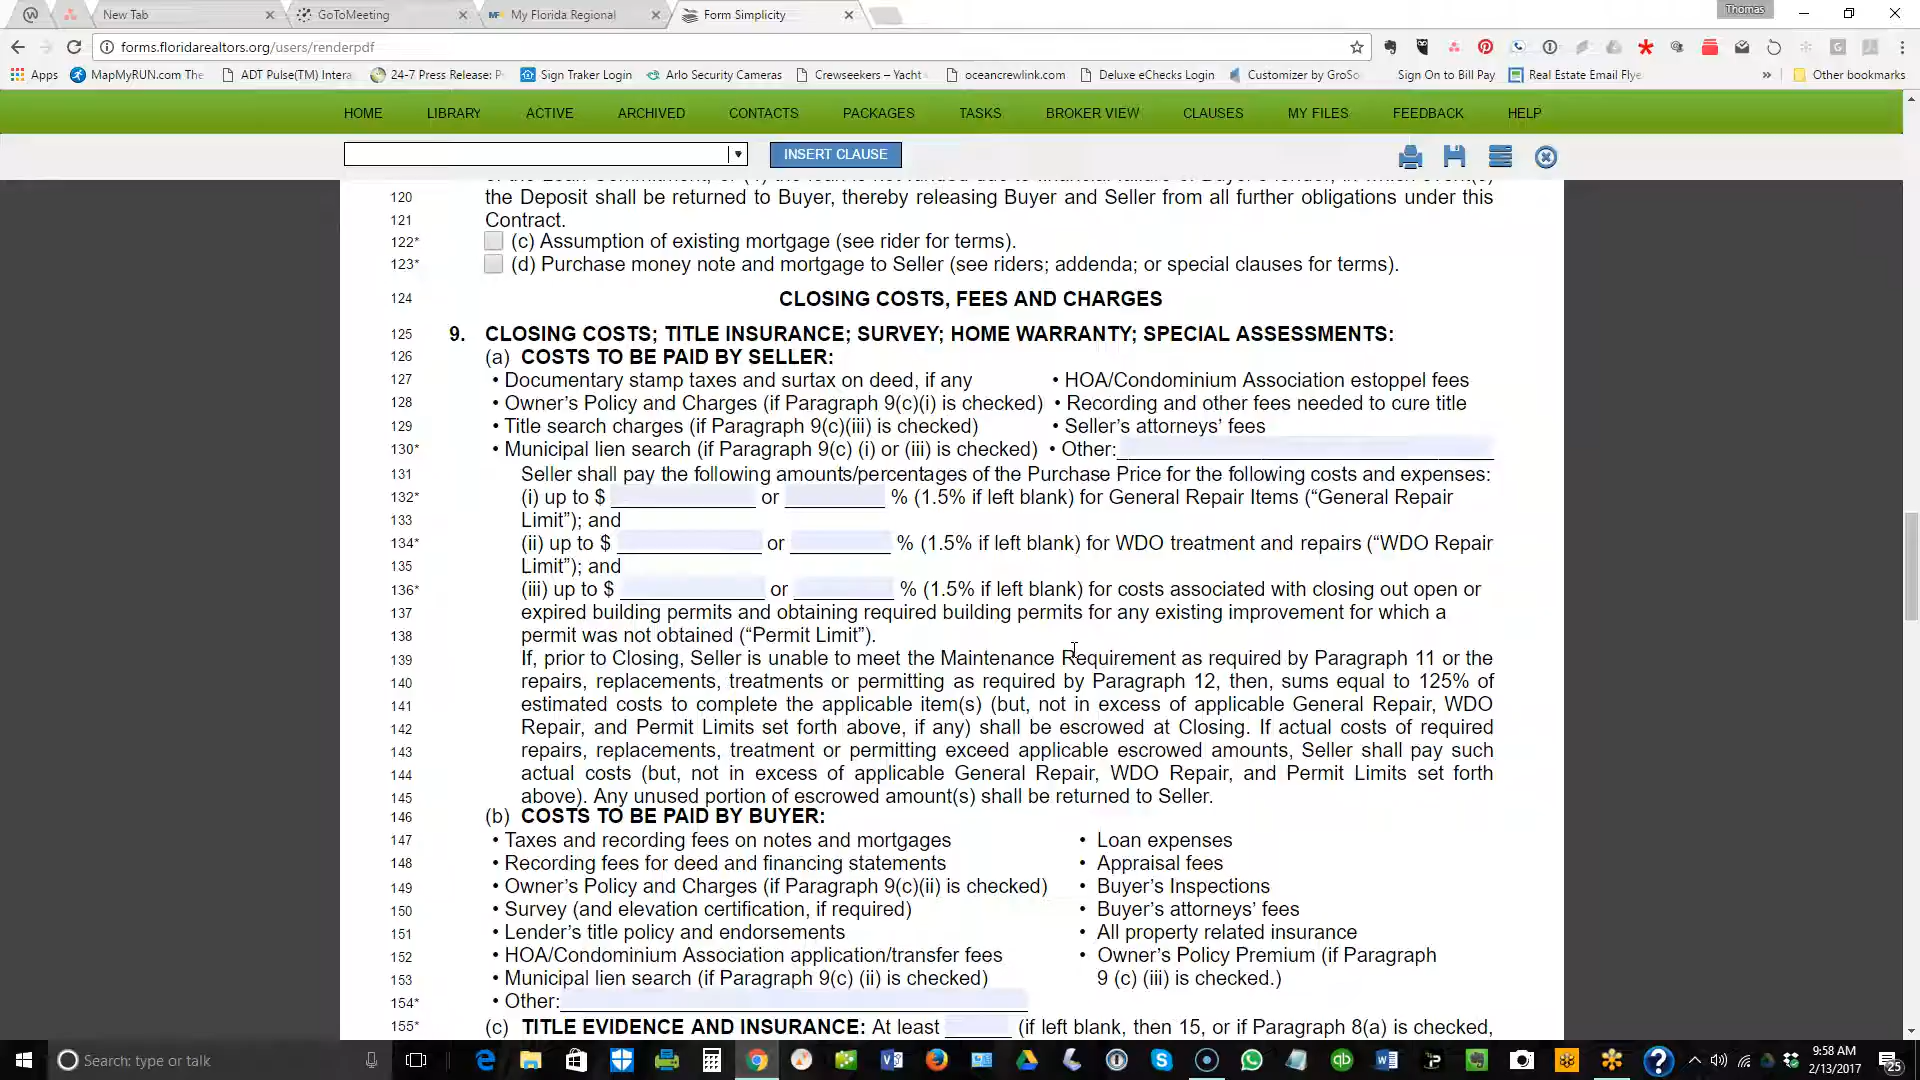 New Tab
GoToMeeting
My Florida Regional
Form Simplicity
Thomas
forms.floridarealtors.org/users/renderpdf
Apps
MapMyRUN.com The
ADT Pulse(TM) Intera
24-7 Press Release: P
Sign Traker Login
Arlo Security Cameras
Crewseekers – Yacht
oceancrewlink.com
Deluxe eChecks Login
Customizer by GroSo
Sign On to Bill Pay
Real Estate Email Flye
»
Other bookmarks
HOME LIBRARY ACTIVE ARCHIVED CONTACTS PACKAGES TASKS BROKER VIEW CLAUSES MY FILES FEEDBACK HELP
INSERT CLAUSE
120 the Deposit shall be returned to Buyer, thereby releasing Buyer and Seller from all further obligations under this
121 Contract.
122* (c) Assumption of existing mortgage (see rider for terms).
123* (d) Purchase money note and mortgage to Seller (see riders; addenda; or special clauses for terms).
124 CLOSING COSTS, FEES AND CHARGES
125 9. CLOSING COSTS; TITLE INSURANCE; SURVEY; HOME WARRANTY; SPECIAL ASSESSMENTS:
126 (a) COSTS TO BE PAID BY SELLER:
127 • Documentary stamp taxes and surtax on deed, if any • HOA/Condominium Association estoppel fees
128 • Owner's Policy and Charges (if Paragraph 9(c)(i) is checked) • Recording and other fees needed to cure title
129 • Title search charges (if Paragraph 9(c)(iii) is checked) • Seller's attorneys' fees
130* • Municipal lien search (if Paragraph 9(c) (i) or (iii) is checked) • Other:
131 Seller shall pay the following amounts/percentages of the Purchase Price for the following costs and expenses:
132* (i) up to $ or % (1.5% if left blank) for General Repair Items (“General Repair
133 Limit”); and
134* (ii) up to $ or % (1.5% if left blank) for WDO treatment and repairs (“WDO Repair
135 Limit”); and
136* (iii) up to $ or % (1.5% if left blank) for costs associated with closing out open or
137 expired building permits and obtaining required building permits for any existing improvement for which a
138 permit was not obtained (“Permit Limit”).
139 If, prior to Closing, Seller is unable to meet the Maintenance Requirement as required by Paragraph 11 or the
140 repairs, replacements, treatments or permitting as required by Paragraph 12, then, sums equal to 125% of
141 estimated costs to complete the applicable item(s) (but, not in excess of applicable General Repair, WDO
142 Repair, and Permit Limits set forth above, if any) shall be escrowed at Closing. If actual costs of required
143 repairs, replacements, treatment or permitting exceed applicable escrowed amounts, Seller shall pay such
144 actual costs (but, not in excess of applicable General Repair, WDO Repair, and Permit Limits set forth
145 above). Any unused portion of escrowed amount(s) shall be returned to Seller.
146 (b) COSTS TO BE PAID BY BUYER:
147 • Taxes and recording fees on notes and mortgages • Loan expenses
148 • Recording fees for deed and financing statements • Appraisal fees
149 • Owner's Policy and Charges (if Paragraph 9(c)(ii) is checked) • Buyer's Inspections
150 • Survey (and elevation certification, if required) • Buyer's attorneys' fees
151 • Lender's title policy and endorsements • All property related insurance
152 • HOA/Condominium Association application/transfer fees • Owner's Policy Premium (if Paragraph
153 • Municipal lien search (if Paragraph 9(c) (ii) is checked) 9 (c) (iii) is checked.)
154* • Other:
155* (c) TITLE EVIDENCE AND INSURANCE: At least (if left blank, then 15, or if Paragraph 8(a) is checked,
Search: type or talk
9:58 AM
2/13/2017
25